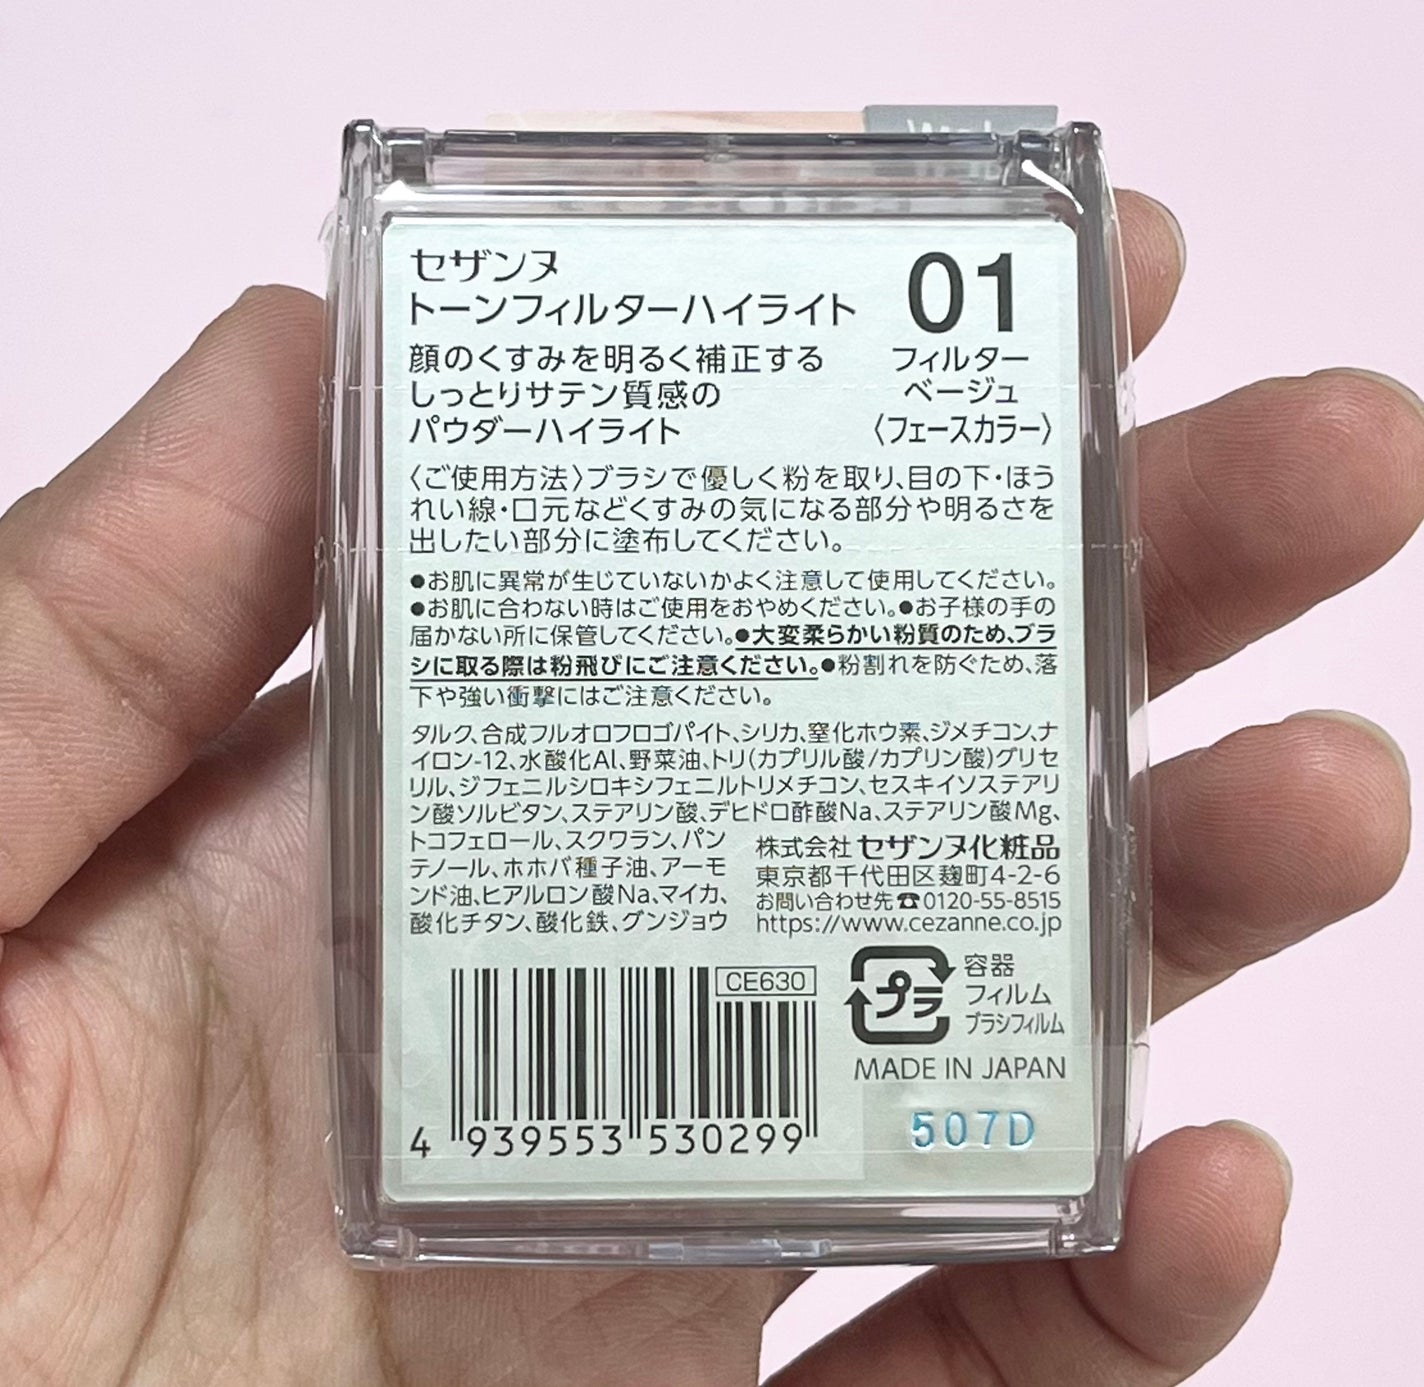 セザンヌ
トーンフィルターハイライト
01
フィルター
ベージュ
〈フェースカラー〉
顔のくすみを明るく補正する
しっとりサテン質感の
パウダーハイライト
〈ご使用方法〉ブラシで優しく粉を取り、目の下・ほう
れい線・口元などくすみの気になる部分や明るさを
出したい部分に塗布してください。
●お肌に異常が生じていないかよく注意して使用してください。
●お肌に合わない時はご使用をおやめください。●お子様の手の
届かない所に保管してください。●大変柔らかい粉質のため、ブラ
シに取る際は粉飛びにご注意ください。●粉割れを防ぐため、落
下や強い衝撃にはご注意ください。
タルク、合成フルオロフロゴパイト、シリカ、窒化ホウ素、ジメチコン、ナ
イロン-12、水酸化Al、野菜油、トリ(カプリル酸/カプリン酸)グリセ
リル、ジフェニルシロキシフェニルトリメチコン、セスキイソステアリ
ン酸ソルビタン、ステアリン酸、デヒドロ酢酸Na、ステアリン酸Mg、
トコフェロール、スクワラン、パン
テノール、ホホバ種子油、アーモ
ンド油、ヒアルロン酸Na、マイカ、
酸化チタン、酸化鉄、グンジョウ
株式会社 セザンヌ化粧品
東京都千代田区麹町4-2-6
お問い合わせ先☎0120-55-8515
https://www.cezanne.co.jp
CE630
プラ
容器
フィルム
ブラシフィルム
MADE IN JAPAN
4 939553 530299
507D